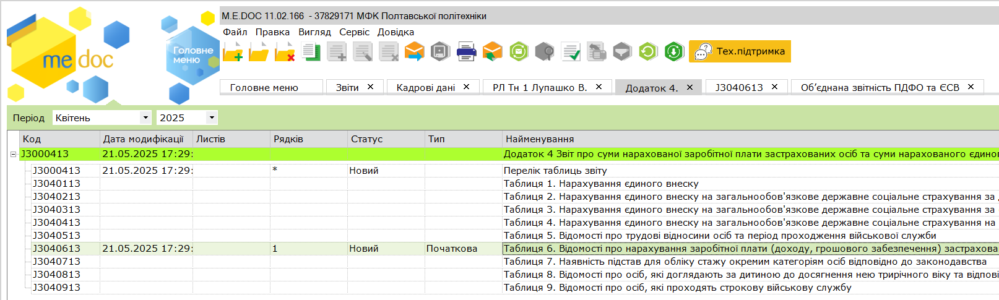 M.E.DOC 11.02.166 - 37829171 МФК Полтавської політехніки
me doc
Головне меню
Файл Правка Вигляд Сервіс Довідка
Тех.підтримка
Головне меню Звіти Кадрові дані РЛ Тн 1 Лупашко В. Додаток 4. J3040613 Об’єднана звітність ПДФО та ЄСВ
Період Квітень 2025
Код Дата модифікації Листів Рядків Статус Тип Найменування
J3000413 21.05.2025 17:29: Додаток 4 Звіт про суми нарахованої заробітної плати застрахованих осіб та суми нарахованого єдиног
J3000413 21.05.2025 17:29: * Новий Перелік таблиць звіту
J3040113 Таблиця 1. Нарахування єдиного внеску
J3040213 Таблиця 2. Нарахування єдиного внеску на загальнообов'язкове державне соціальне страхування за
J3040313 Таблиця 3. Нарахування єдиного внеску на загальнообов'язкове державне соціальне страхування за
J3040413 Таблиця 4. Нарахування єдиного внеску на загальнообов'язкове державне соціальне страхування на
J3040513 Таблиця 5. Відомості про трудові відносини осіб та період проходження військової служби
J3040613 21.05.2025 17:29: 1 Новий Початкова Таблиця 6. Відомості про нарахування заробітної плати (доходу, грошового забезпечення) застрахова
J3040713 Таблиця 7. Наявність підстав для обліку стажу окремим категоріям осіб відповідно до законодавства
J3040813 Таблиця 8. Відомості про осіб, які доглядають за дитиною до досягнення нею трирічного віку та відпові
J3040913 Таблиця 9. Відомості про осіб, які проходять строкову військову службу